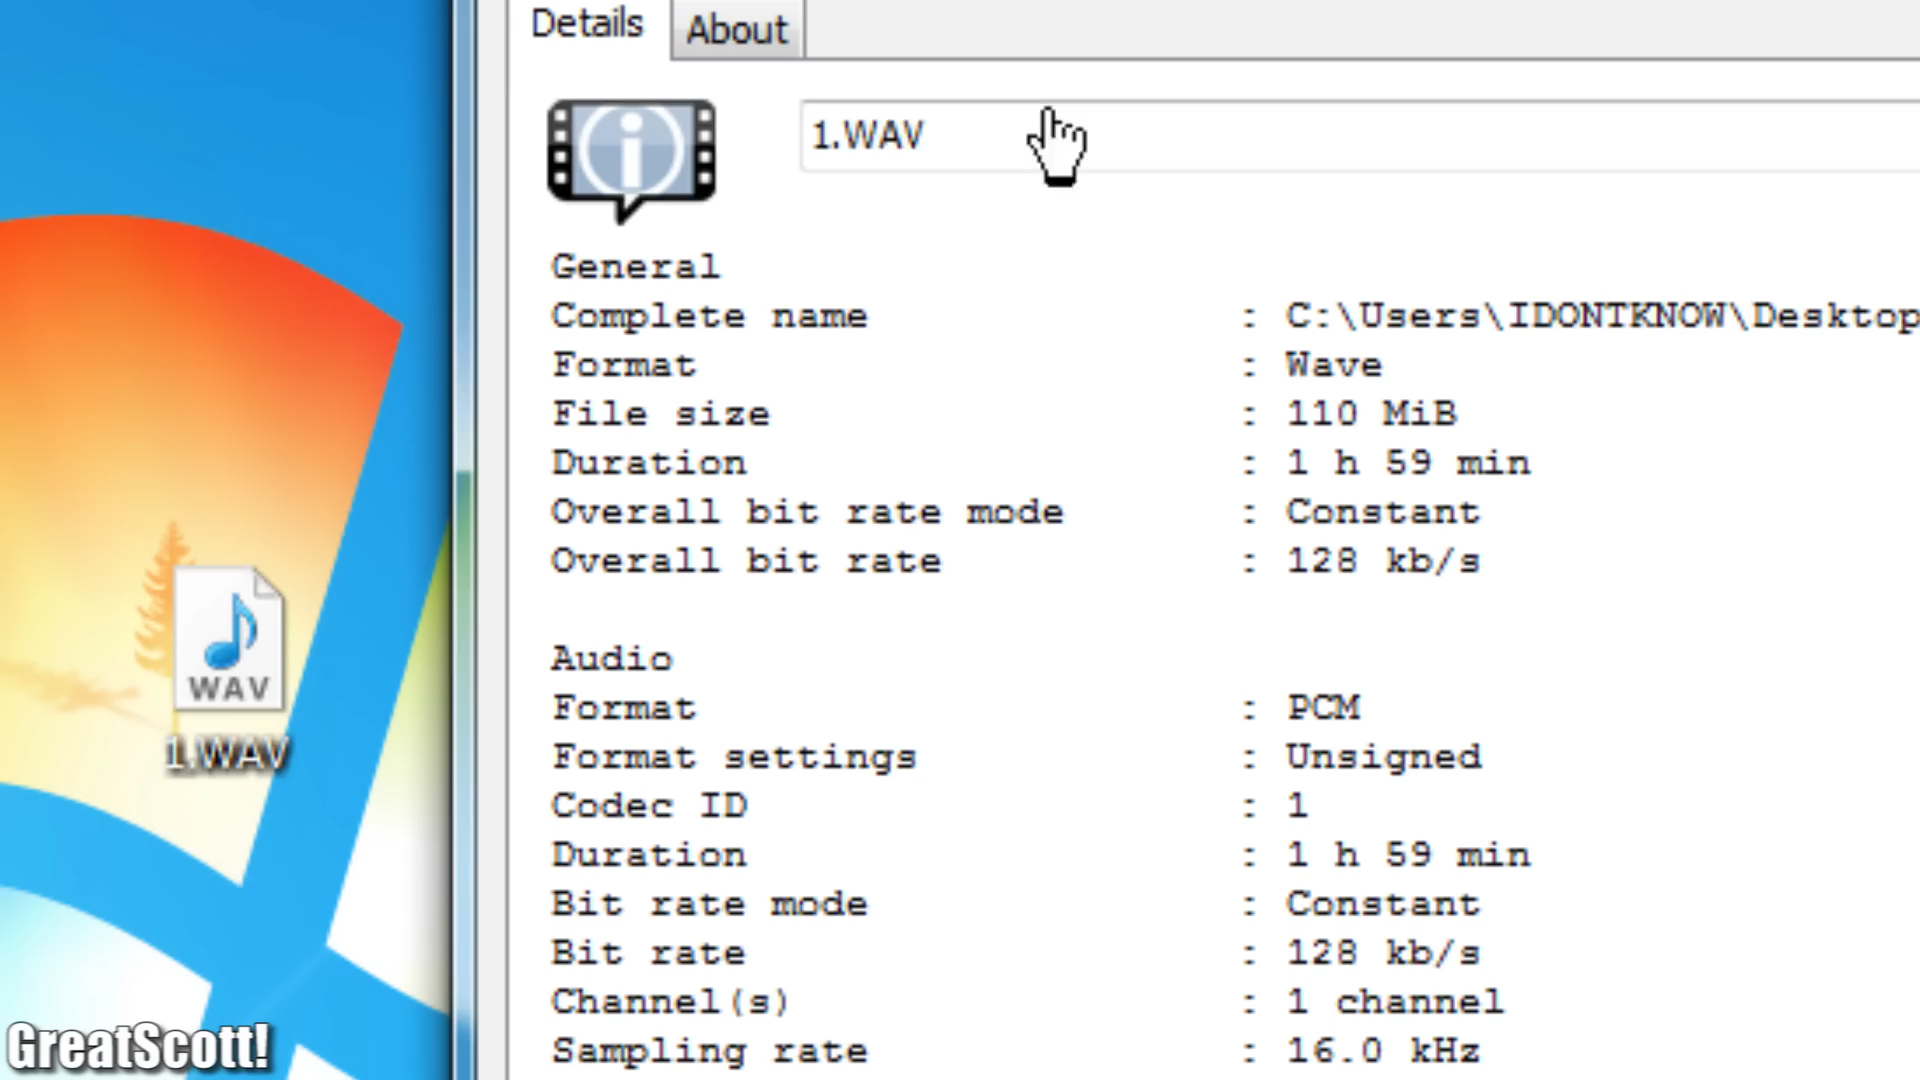 Details
About
1.WAV
General
Complete name : C:\Users\IDONTKNOW\Desktop
Format : Wave
File size : 110 MiB
Duration : 1 h 59 min
Overall bit rate mode : Constant
Overall bit rate : 128 kb/s
Audio
Format : PCM
Format settings : Unsigned
Codec ID : 1
Duration : 1 h 59 min
Bit rate mode : Constant
Bit rate : 128 kb/s
Channel(s) : 1 channel
Sampling rate : 16.0 kHz
WAV
1.WAV
GreatScott!